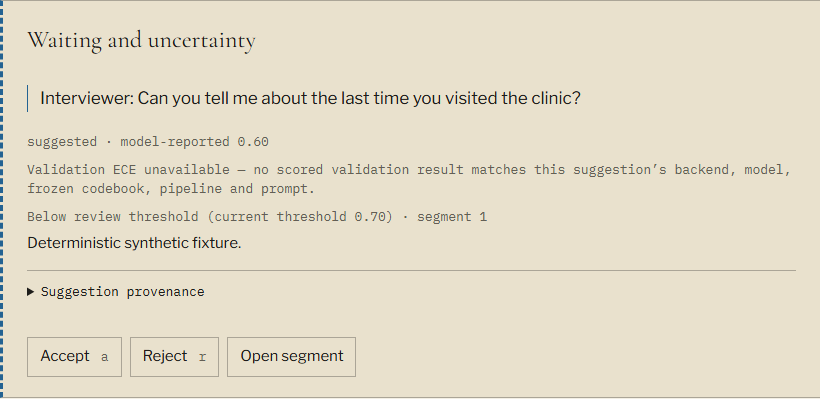 Waiting and uncertainty
Interviewer: Can you tell me about the last time you visited the clinic?
suggested · model-reported 0.60
Validation ECE unavailable — no scored validation result matches this suggestion’s backend, model,
frozen codebook, pipeline and prompt.
Below review threshold (current threshold 0.70) · segment 1
Deterministic synthetic fixture.
▶ Suggestion provenance
Accept a Reject r Open segment